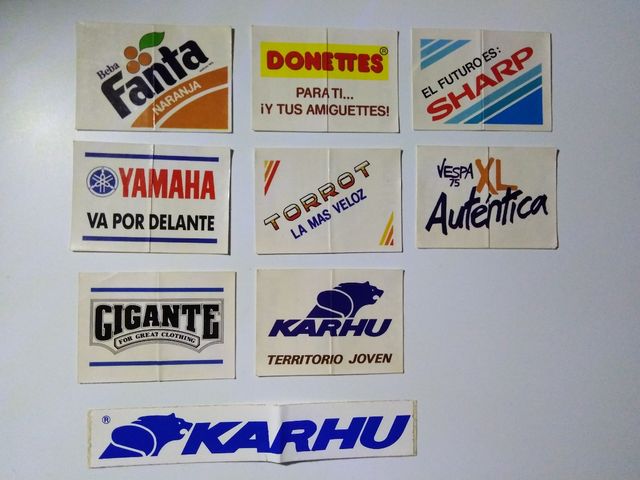 Beba
Fanta
NARANJA
DONETTES®
PARA TI...
¡Y TUS AMIGUETTES!
EL FUTURO ES:
SHARP
YAMAHA
VA POR DELANTE
TORROT
LA MAS VELOZ
VESPA XL
75
Auténtica
GIGANTE
FOR GREAT CLOTHING
KARHU
TERRITORIO JOVEN
® KARHU